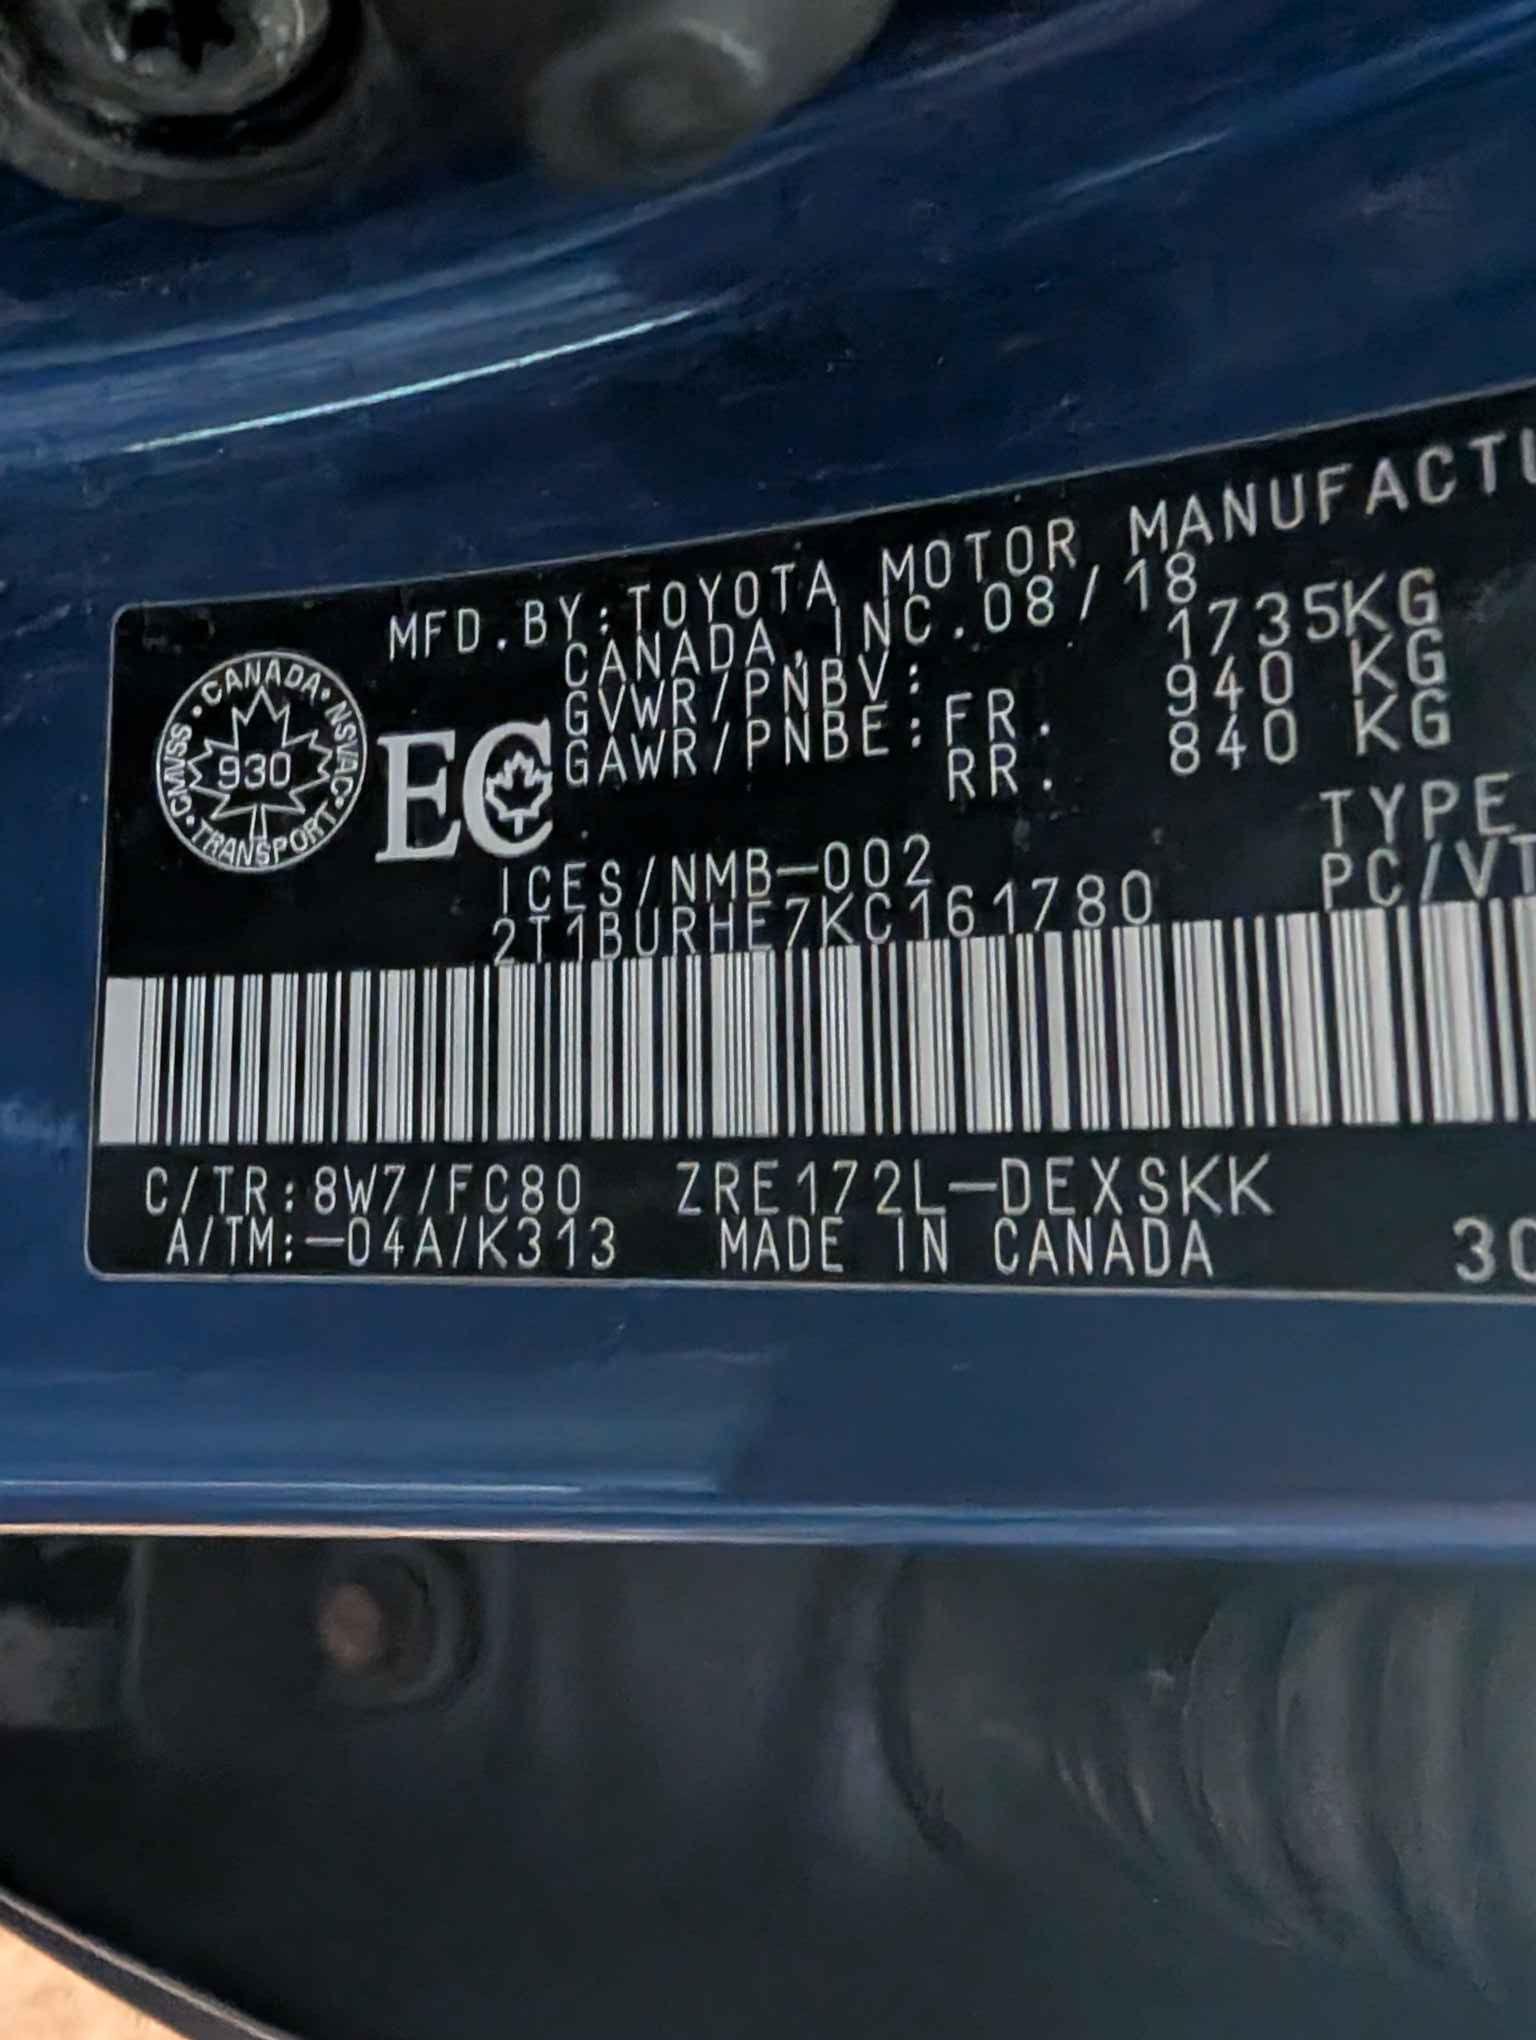 MFD.BY:TOYOTA MOTOR MANUFACTU
CANADA, INC.08/18
GVWR/PNBV: 1735KG
GAWR/PNBE:FR. 940 KG
RR. 840 KG
CANADA·NSVAC·TRANSPORT·CMVSS·
930
EC
TYPE
ICES/NMB-002
PC/VT
2T1BURHE7KC161780
C/TR:8W7/FC80 ZRE172L-DEXSKK
A/TM:-04A/K313 MADE IN CANADA